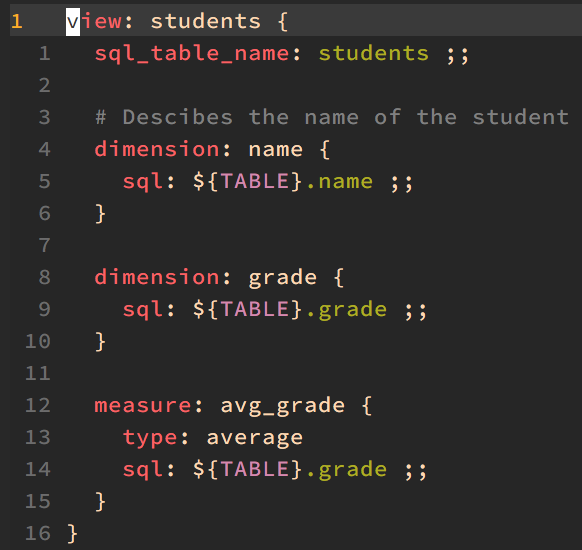 1 view: students {
1 sql_table_name: students ;;
2
3 # Descibes the name of the student
4 dimension: name {
5 sql: ${TABLE}.name ;;
6 }
7
8 dimension: grade {
9 sql: ${TABLE}.grade ;;
10 }
11
12 measure: avg_grade {
13 type: average
14 sql: ${TABLE}.grade ;;
15 }
16 }